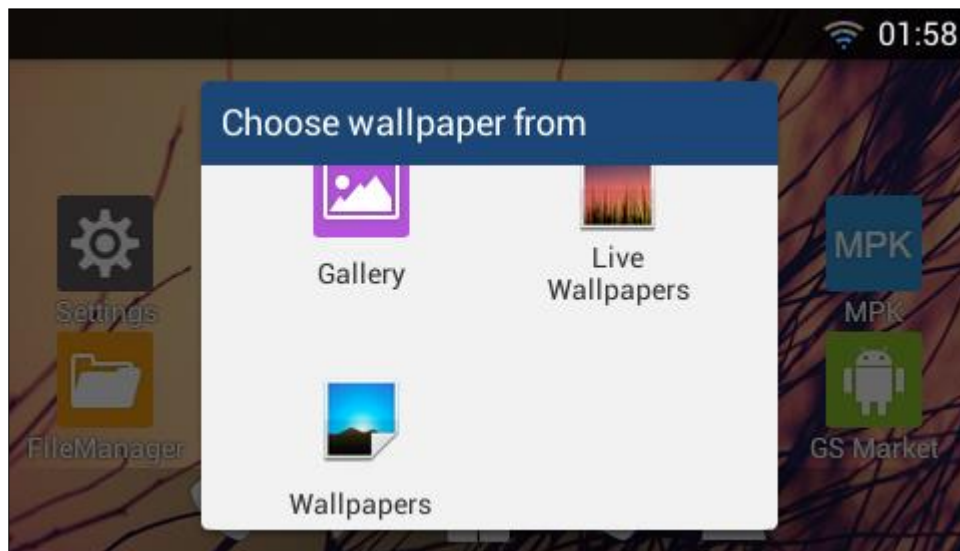 01:58
Choose wallpaper from
Gallery
Live
Wallpapers
Wallpapers
Settings
FileManager
MPK
MPK
GS Market